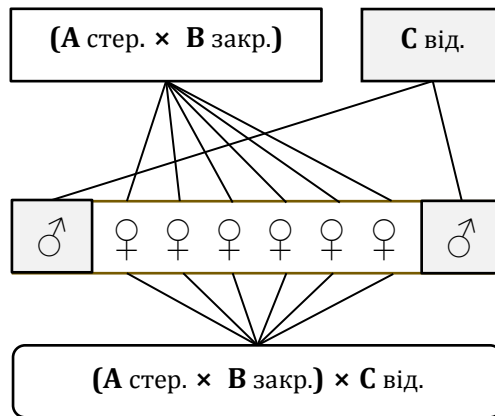 (A стер. × B закр.)
C від.
♂ ♀ ♀ ♀ ♀ ♀ ♀ ♂
(A стер. × B закр.) × C від.